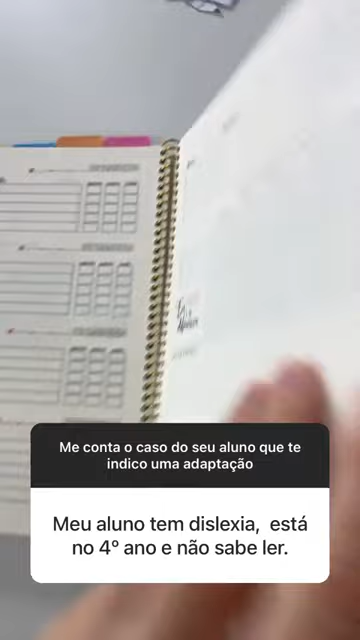 Me conta o caso do seu aluno que te
indico uma adaptação
Meu aluno tem dislexia, está
no 4º ano e não sabe ler.